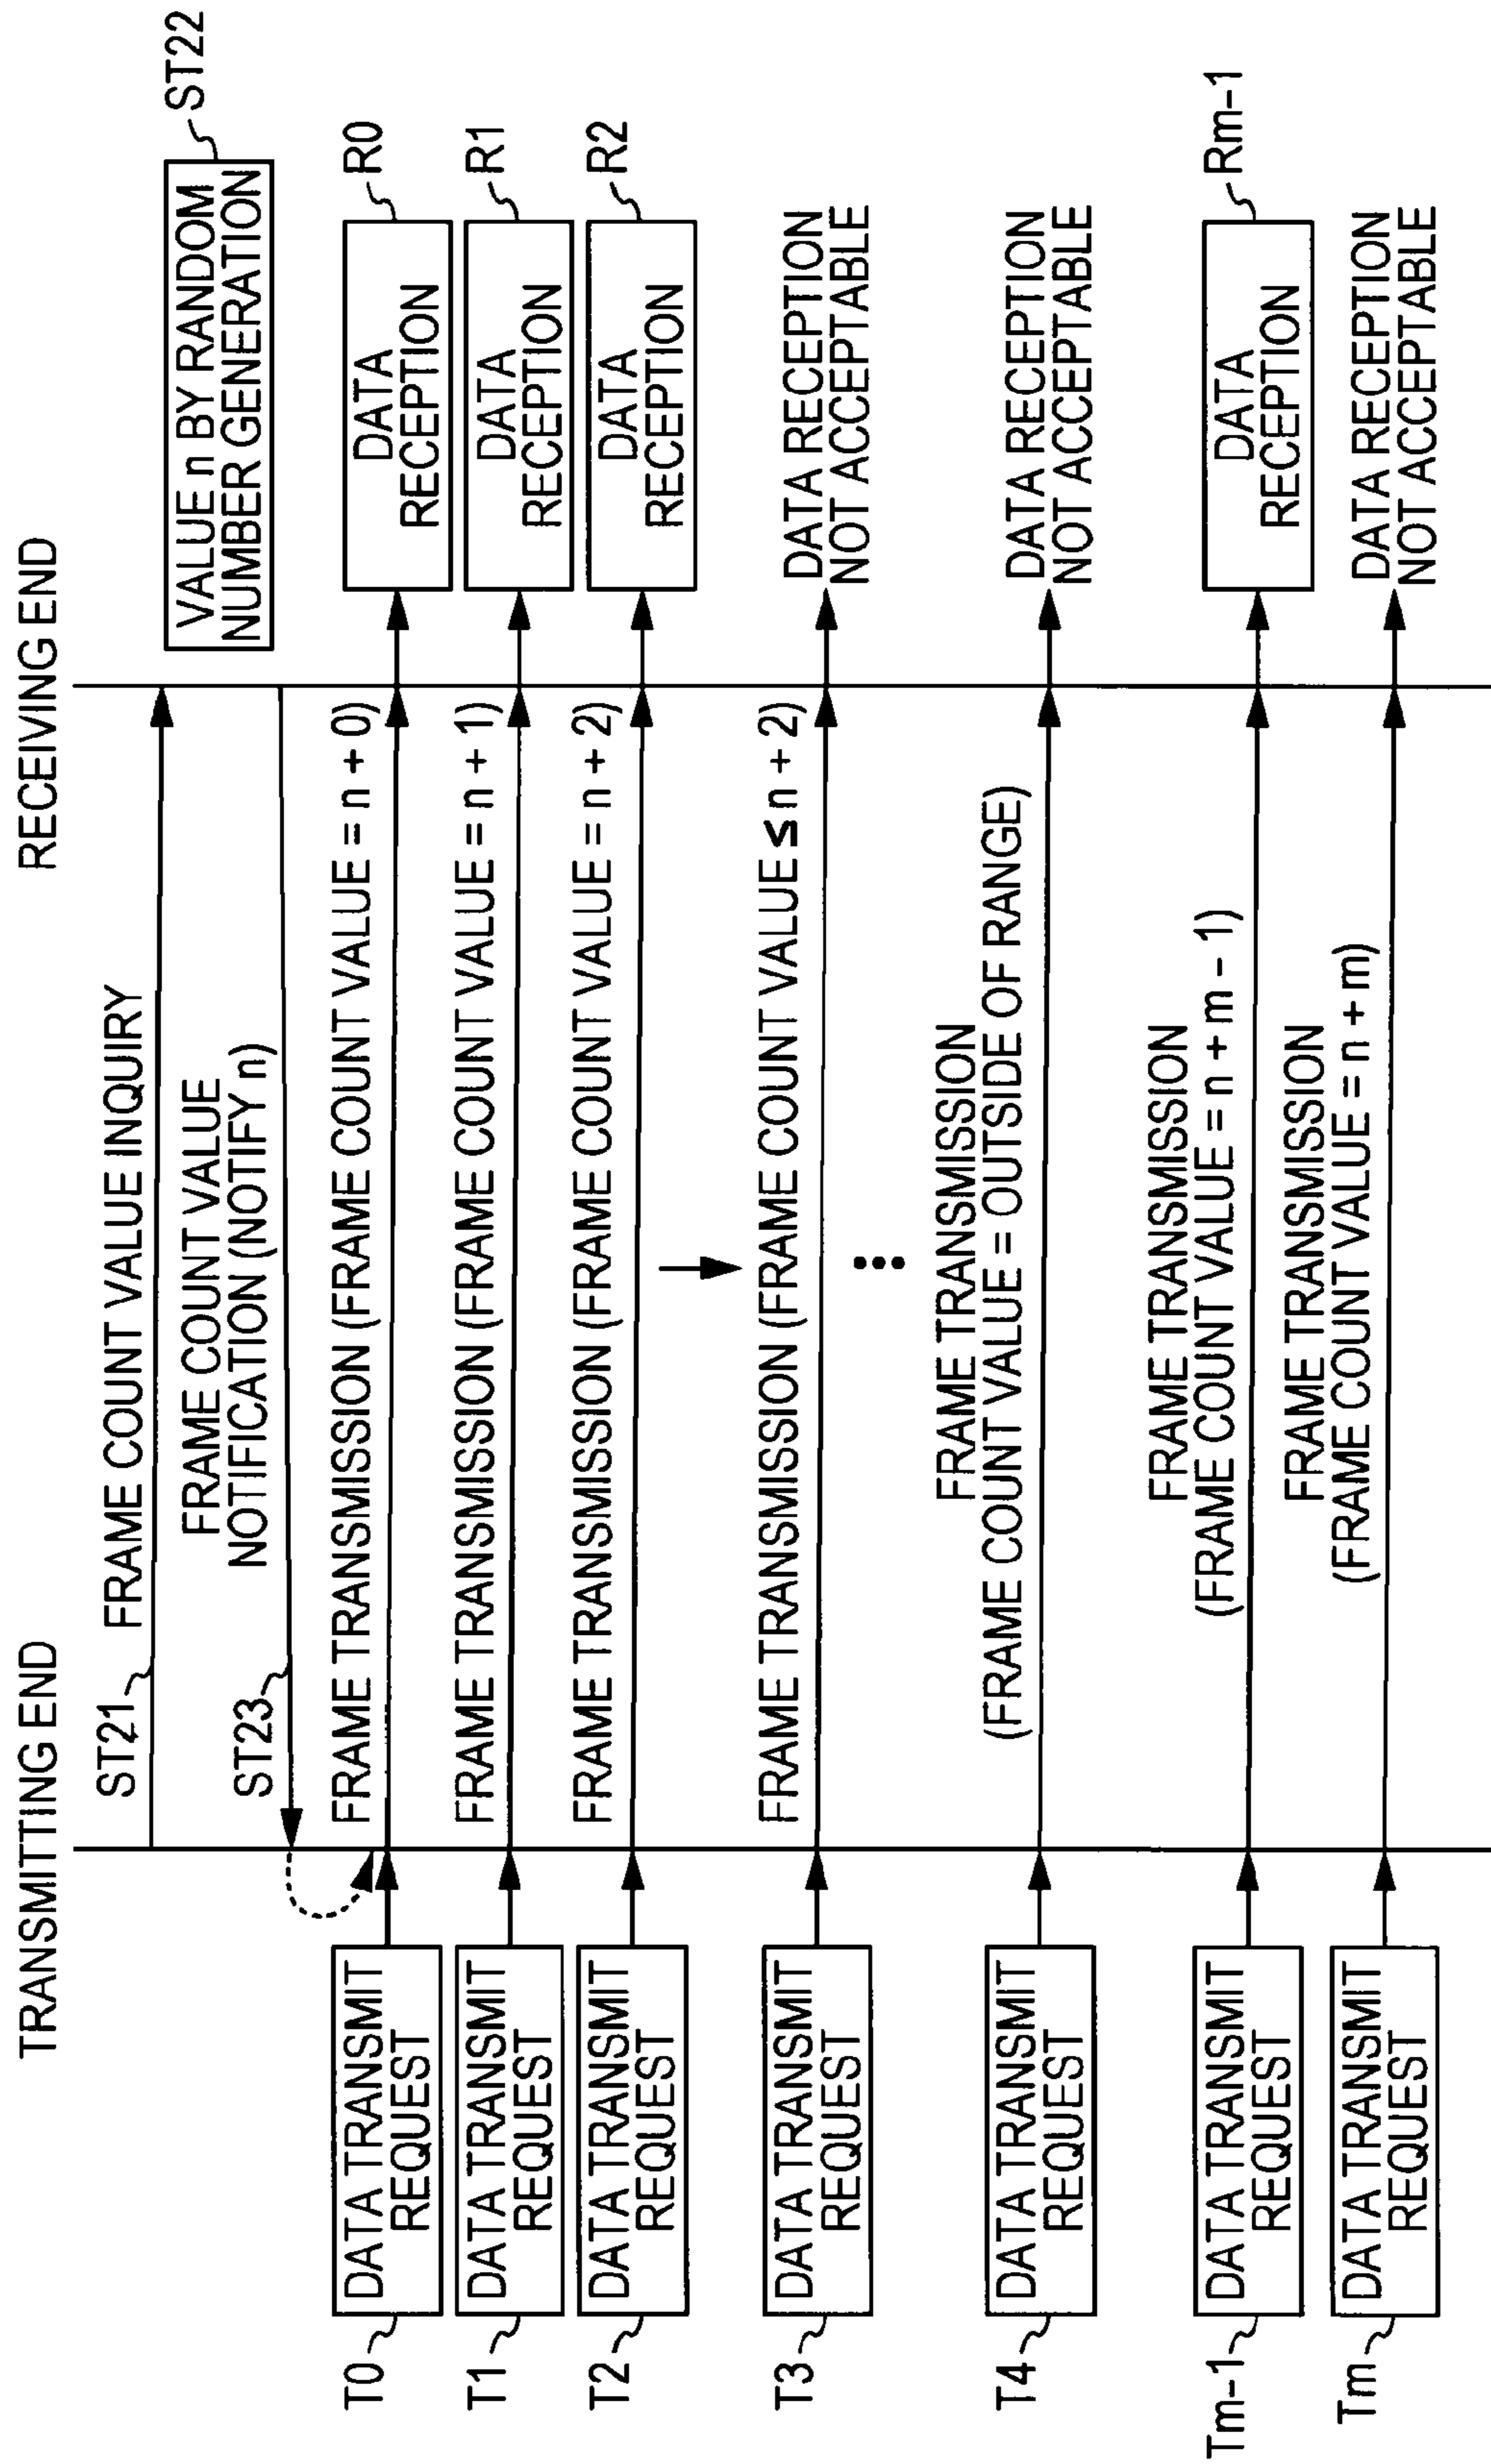 TRANSMITTING END
RECEIVING END
ST21
FRAME COUNT VALUE INQUIRY
VALUE n BY RANDOM
NUMBER GENERATION
ST22
ST23
FRAME COUNT VALUE
NOTIFICATION (NOTIFY n)
T0
DATA TRANSMIT
REQUEST
FRAME TRANSMISSION (FRAME COUNT VALUE = n + 0)
DATA
RECEPTION
R0
T1
DATA TRANSMIT
REQUEST
FRAME TRANSMISSION (FRAME COUNT VALUE = n + 1)
DATA
RECEPTION
R1
T2
DATA TRANSMIT
REQUEST
FRAME TRANSMISSION (FRAME COUNT VALUE = n + 2)
DATA
RECEPTION
R2
T3
DATA TRANSMIT
REQUEST
FRAME TRANSMISSION (FRAME COUNT VALUE ≤ n + 2)
DATA RECEPTION
NOT ACCEPTABLE
T4
DATA TRANSMIT
REQUEST
FRAME TRANSMISSION
(FRAME COUNT VALUE = OUTSIDE OF RANGE)
DATA RECEPTION
NOT ACCEPTABLE
Tm-1
DATA TRANSMIT
REQUEST
FRAME TRANSMISSION
(FRAME COUNT VALUE = n + m - 1)
DATA
RECEPTION
Rm-1
Tm
DATA TRANSMIT
REQUEST
FRAME TRANSMISSION
(FRAME COUNT VALUE = n + m)
DATA RECEPTION
NOT ACCEPTABLE